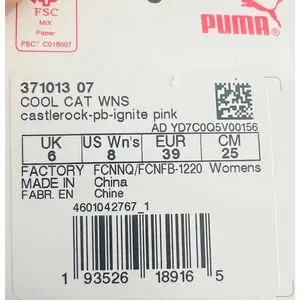 FSC
MIX
Paper
FSC® C015007
PUMA
371013 07
COOL CAT WNS
castlerock-pb-ignite pink
AD YD7C0Q5V00156
UK US Wn's EUR CM
6 8 39 25
FACTORY FCNNQ/FCNFB-1220 Womens
MADE IN China
FABR. EN Chine
4601042767_1
1 93526 18916 5